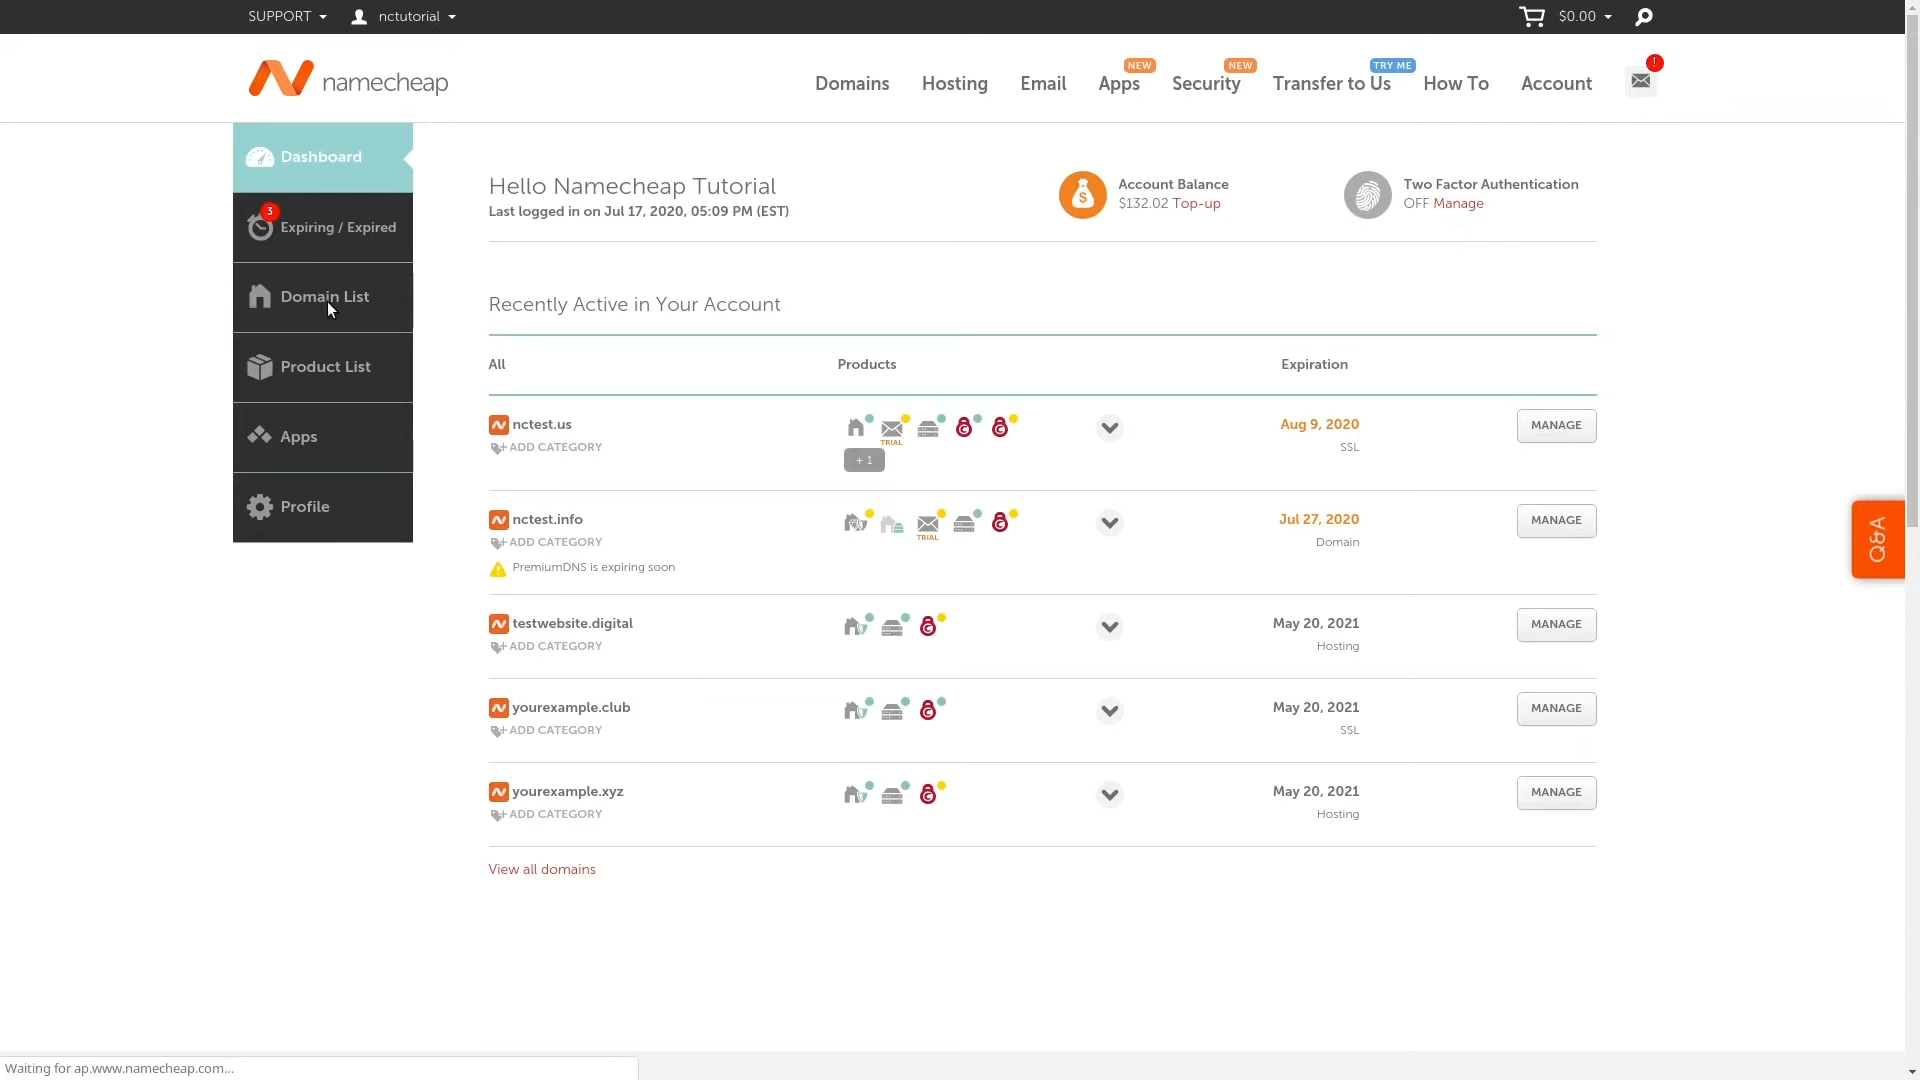 SUPPORT nctutorial $0.00
namecheap
Domains Hosting Email Apps NEW Security NEW Transfer to Us TRY ME How To Account !
Dashboard
3
Expiring / Expired
Domain List
Product List
Apps
Profile
Hello Namecheap Tutorial
Last logged in on Jul 17, 2020, 05:09 PM (EST)
Account Balance
$132.02 Top-up
Two Factor Authentication
OFF Manage
Recently Active in Your Account
All Products Expiration
nctest.us Aug 9, 2020 MANAGE
ADD CATEGORY TRIAL SSL
+ 1
nctest.info Jul 27, 2020 MANAGE
ADD CATEGORY TRIAL Domain
PremiumDNS is expiring soon
testwebsite.digital May 20, 2021 MANAGE
ADD CATEGORY Hosting
yourexample.club May 20, 2021 MANAGE
ADD CATEGORY SSL
yourexample.xyz May 20, 2021 MANAGE
ADD CATEGORY Hosting
View all domains
Q&A
Waiting for ap.www.namecheap.com...